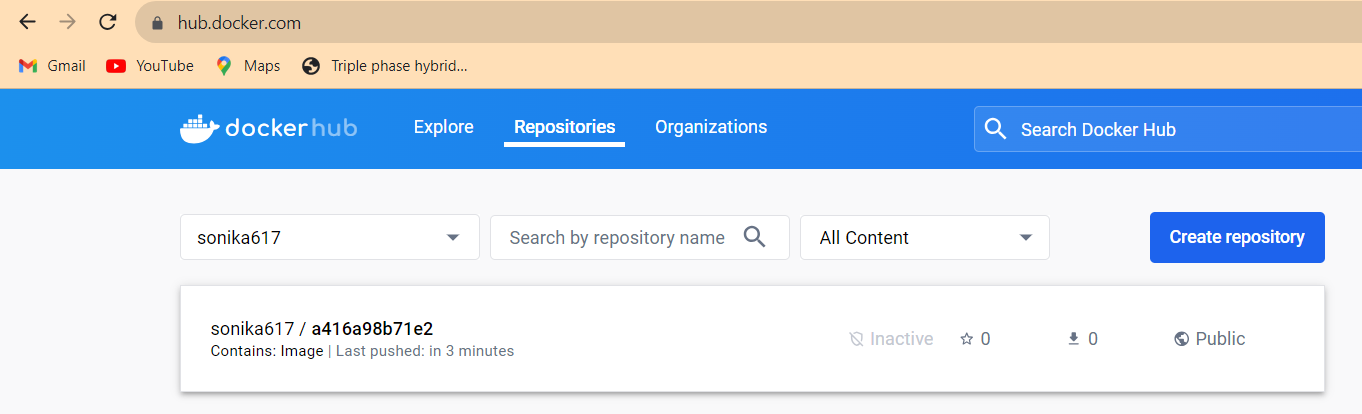 hub.docker.com
Gmail YouTube Maps Triple phase hybrid...
dockerhub Explore Repositories Organizations Search Docker Hub
sonika617 Search by repository name All Content Create repository
sonika617 / a416a98b71e2
Contains: Image | Last pushed: in 3 minutes
Inactive 0 0 Public